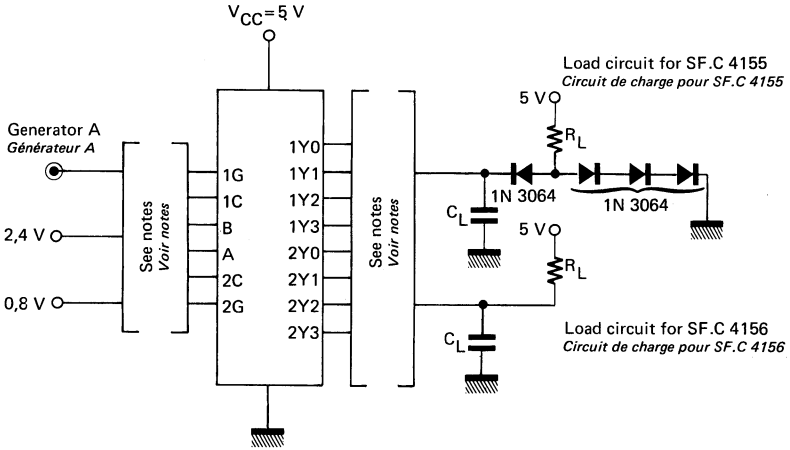 VCC = 5 V
Load circuit for SF.C 4155
Circuit de charge pour SF.C 4155
5 V
RL
Generator A
Générateur A
2,4 V
0,8 V
See notes
Voir notes
1G
1C
B
A
2C
2G
1Y0
1Y1
1Y2
1Y3
2Y0
2Y1
2Y2
2Y3
See notes
Voir notes
1N 3064
1N 3064
CL
5 V
RL
CL
Load circuit for SF.C 4156
Circuit de charge pour SF.C 4156